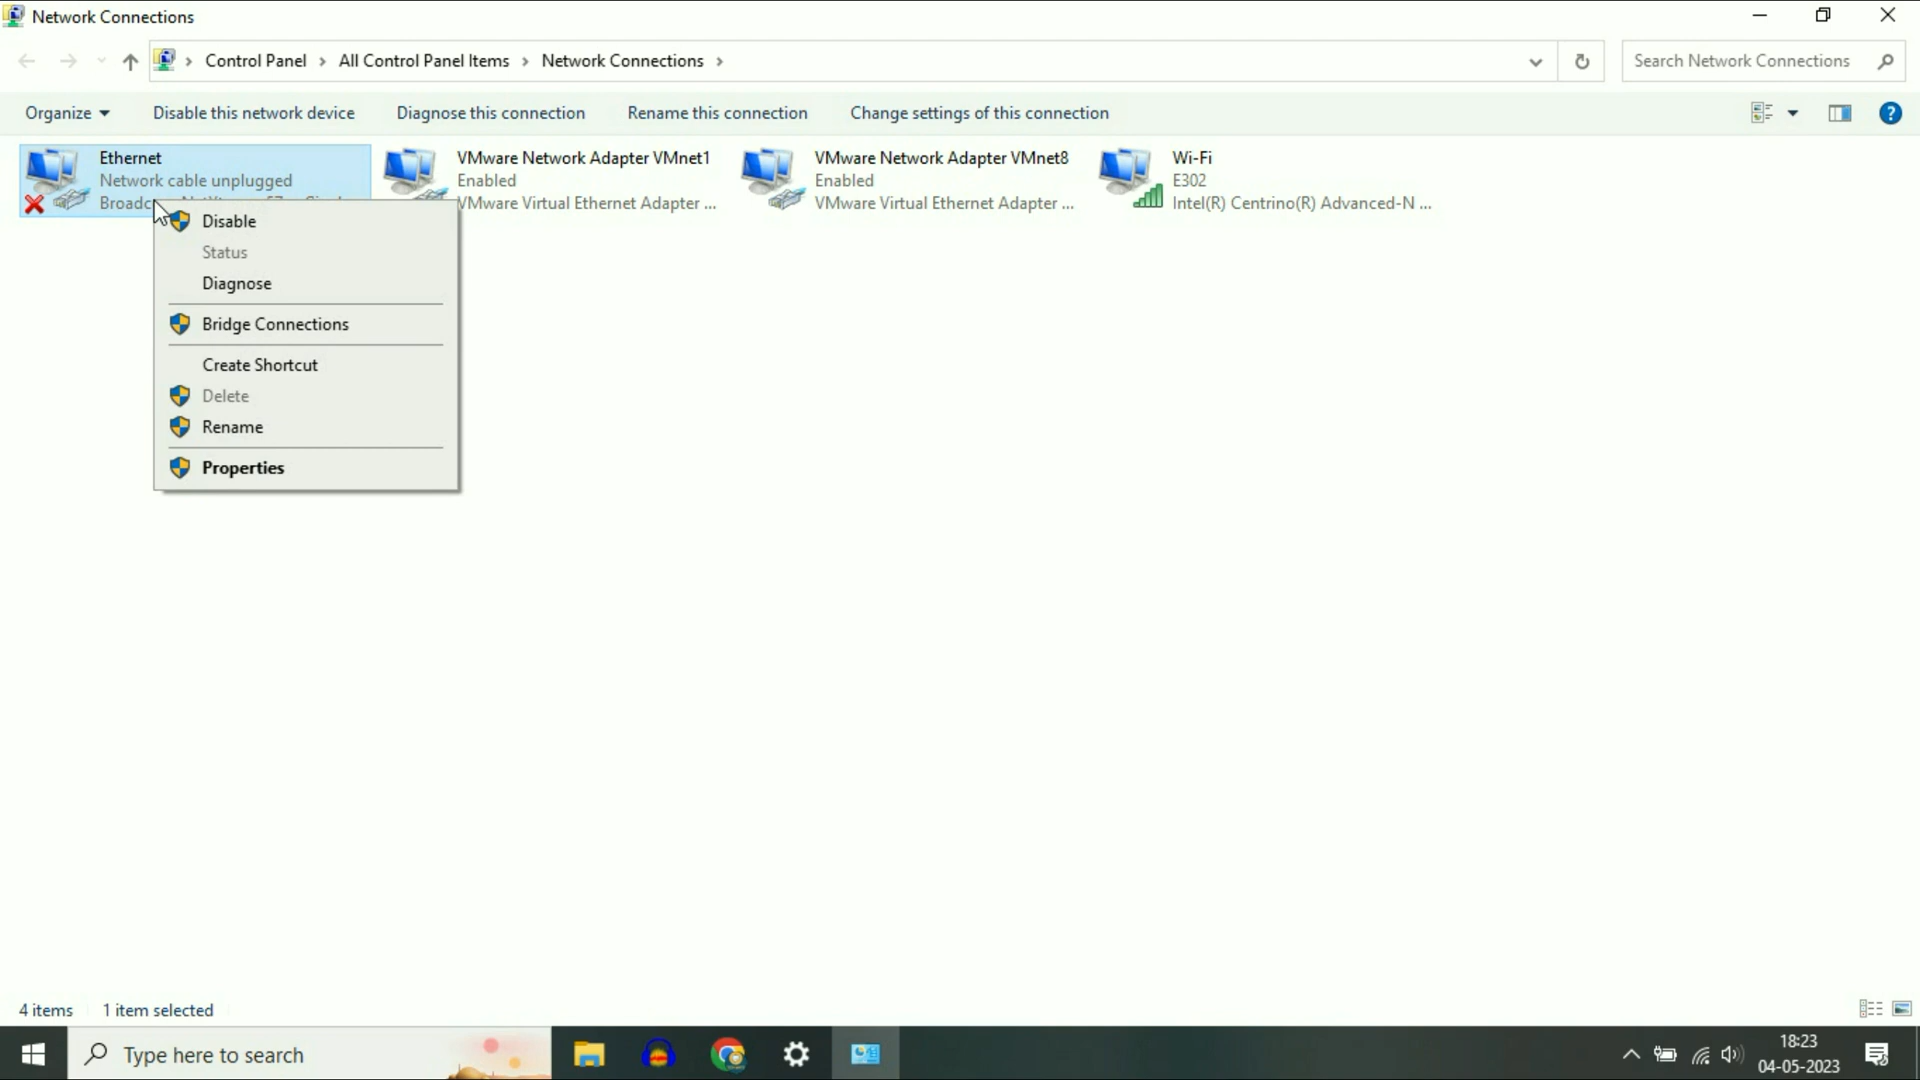 Network Connections
Control Panel > All Control Panel Items > Network Connections >
Search Network Connections
Organize
Disable this network device
Diagnose this connection
Rename this connection
Change settings of this connection
Ethernet
Network cable unplugged
VMware Network Adapter VMnet1
Enabled
VMware Virtual Ethernet Adapter ...
VMware Network Adapter VMnet8
Enabled
VMware Virtual Ethernet Adapter ...
Wi-Fi
E302
Intel(R) Centrino(R) Advanced-N ...
Disable
Status
Diagnose
Bridge Connections
Create Shortcut
Delete
Rename
Properties
4 items
1 item selected
Type here to search
18:23
04-05-2023